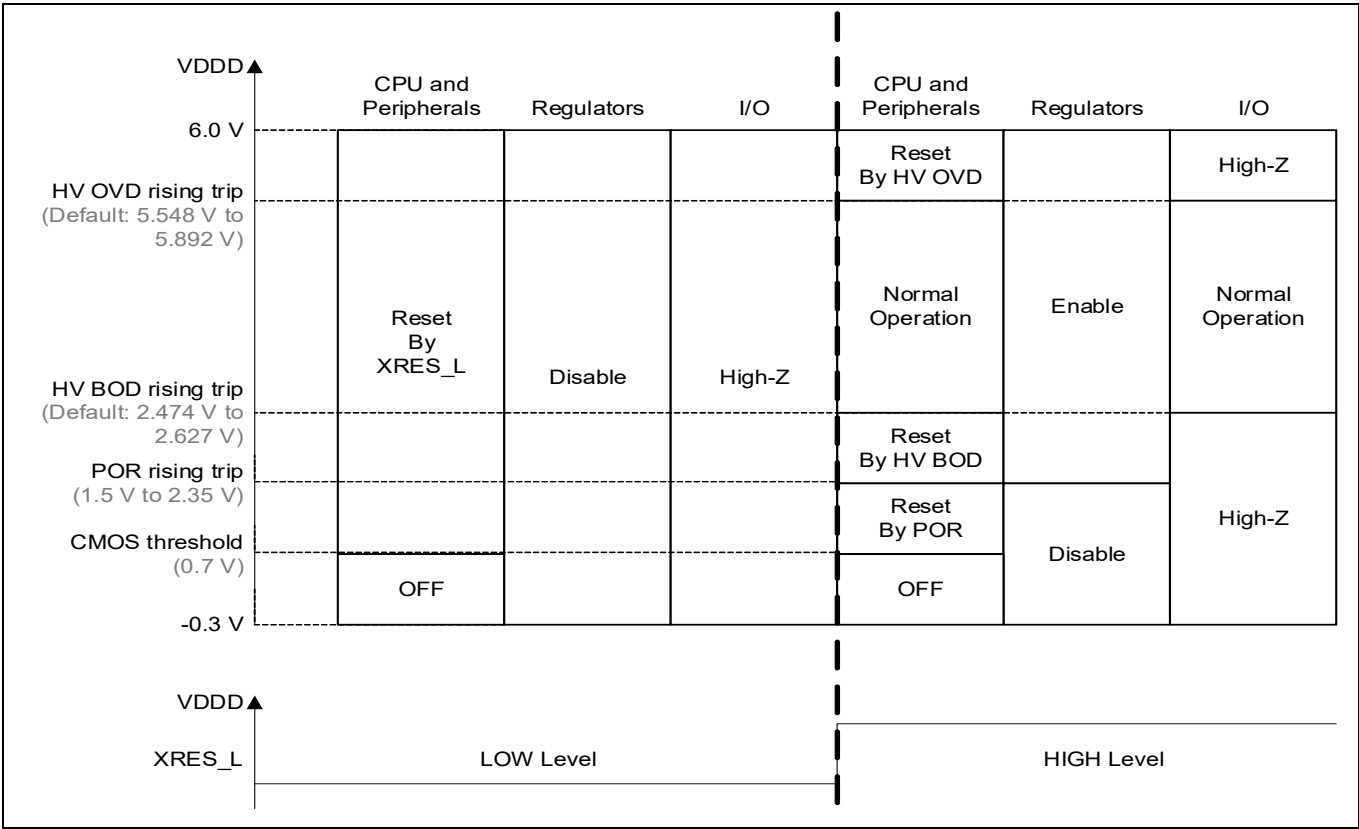 VDDD
CPU and
Peripherals
Regulators
I/O
CPU and
Peripherals
Regulators
I/O
6.0 V
Reset
By HV OVD
High-Z
HV OVD rising trip
(Default: 5.548 V to
5.892 V)
Normal
Operation
Enable
Normal
Operation
Reset
By
XRES_L
Disable
High-Z
HV BOD rising trip
(Default: 2.474 V to
2.627 V)
Reset
By HV BOD
POR rising trip
(1.5 V to 2.35 V)
Reset
By POR
High-Z
CMOS threshold
(0.7 V)
Disable
OFF
OFF
-0.3 V
VDDD
XRES_L
LOW Level
HIGH Level